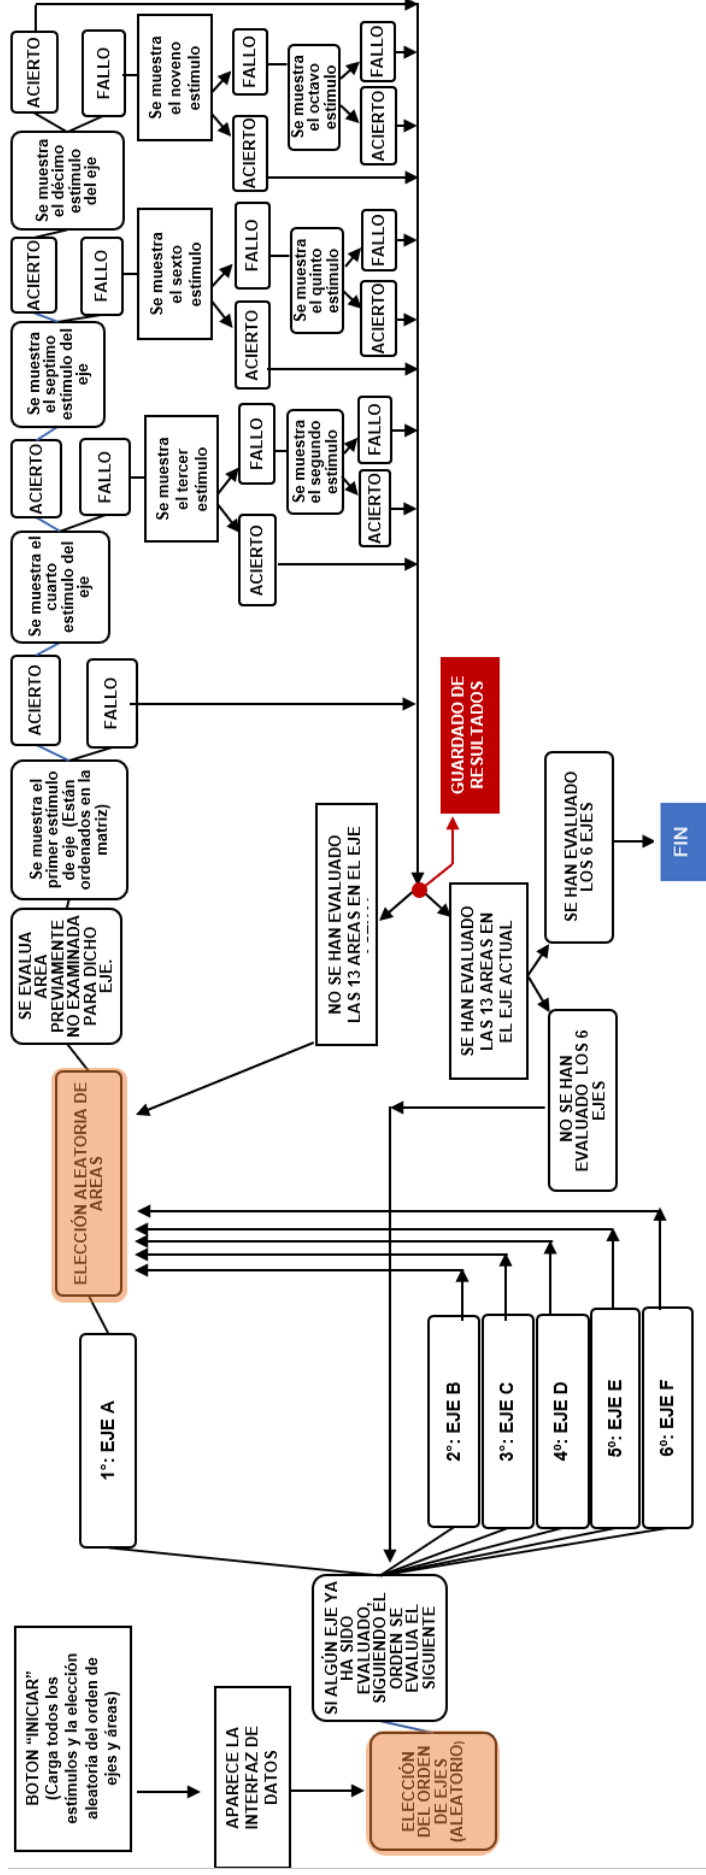 BOTON “INICIAR”
(Carga todos los
estímulos y la elección
aleatoria del orden de
ejes y áreas)
APARECE LA
INTERFAZ DE
DATOS
ELECCIÓN
DEL ORDEN
DE EJES
(ALEATORIO)
SI ALGÚN EJE YA
HA SIDO
EVALUADO,
SIGUIENDO EL
ORDEN SE
EVALUA EL
SIGUIENTE
1°: EJE A
2°: EJE B
3°: EJE C
4º: EJE D
5º: EJE E
6º: EJE F
ELECCIÓN ALEATORIA DE
AREAS
SE EVALUA
AREA
PREVIAMENTE
NO EXAMINADA
PARA DICHO
EJE.
Se muestra el
primer estímulo
de eje (Están
ordenados en la
matriz)
ACIERTO
FALLO
Se muestra el
cuarto
estímulo del
eje
ACIERTO
FALLO
Se muestra
el tercer
estímulo
ACIERTO
FALLO
Se muestra
el segundo
estímulo
ACIERTO
FALLO
Se muestra
el septimo
estímulo del
eje
ACIERTO
FALLO
Se muestra
el sexto
estímulo
ACIERTO
FALLO
Se muestra
el quinto
estímulo
ACIERTO
FALLO
Se muestra
el décimo
estímulo
del eje
ACIERTO
FALLO
Se muestra
el noveno
estímulo
ACIERTO
FALLO
Se muestra
el octavo
estímulo
ACIERTO
FALLO
NO SE HAN EVALUADO
LAS 13 AREAS EN EL EJE
GUARDADO DE
RESULTADOS
SE HAN EVALUADO
LAS 13 AREAS EN
EL EJE ACTUAL
NO SE HAN
EVALUADO LOS 6
EJES
SE HAN EVALUADO
LOS 6 EJES
FIN